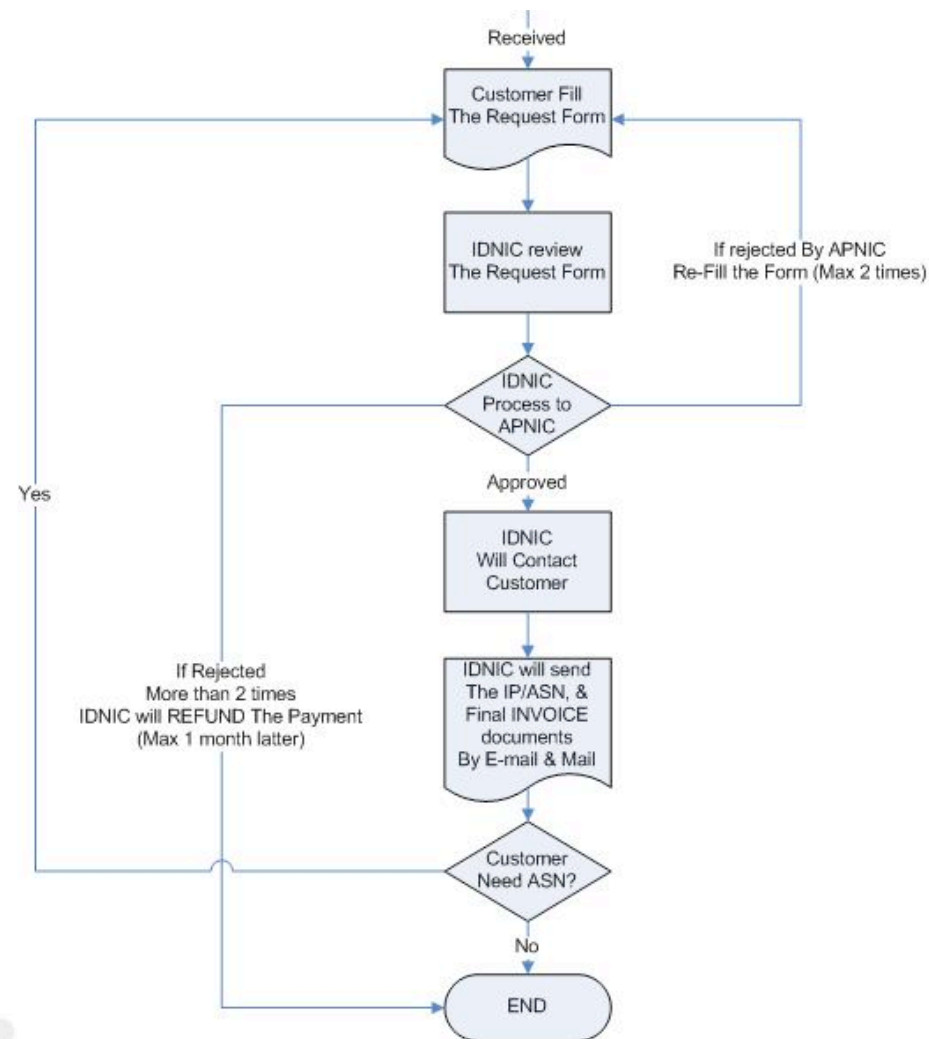 Received
Customer Fill
The Request Form
IDNIC review
The Request Form
If rejected By APNIC
Re-Fill the Form (Max 2 times)
IDNIC
Process to
APNIC
Approved
Yes
IDNIC
Will Contact
Customer
If Rejected
More than 2 times
IDNIC will REFUND The Payment
(Max 1 month latter)
IDNIC will send
The IP/ASN, &
Final INVOICE
documents
By E-mail & Mail
Customer
Need ASN?
No
END